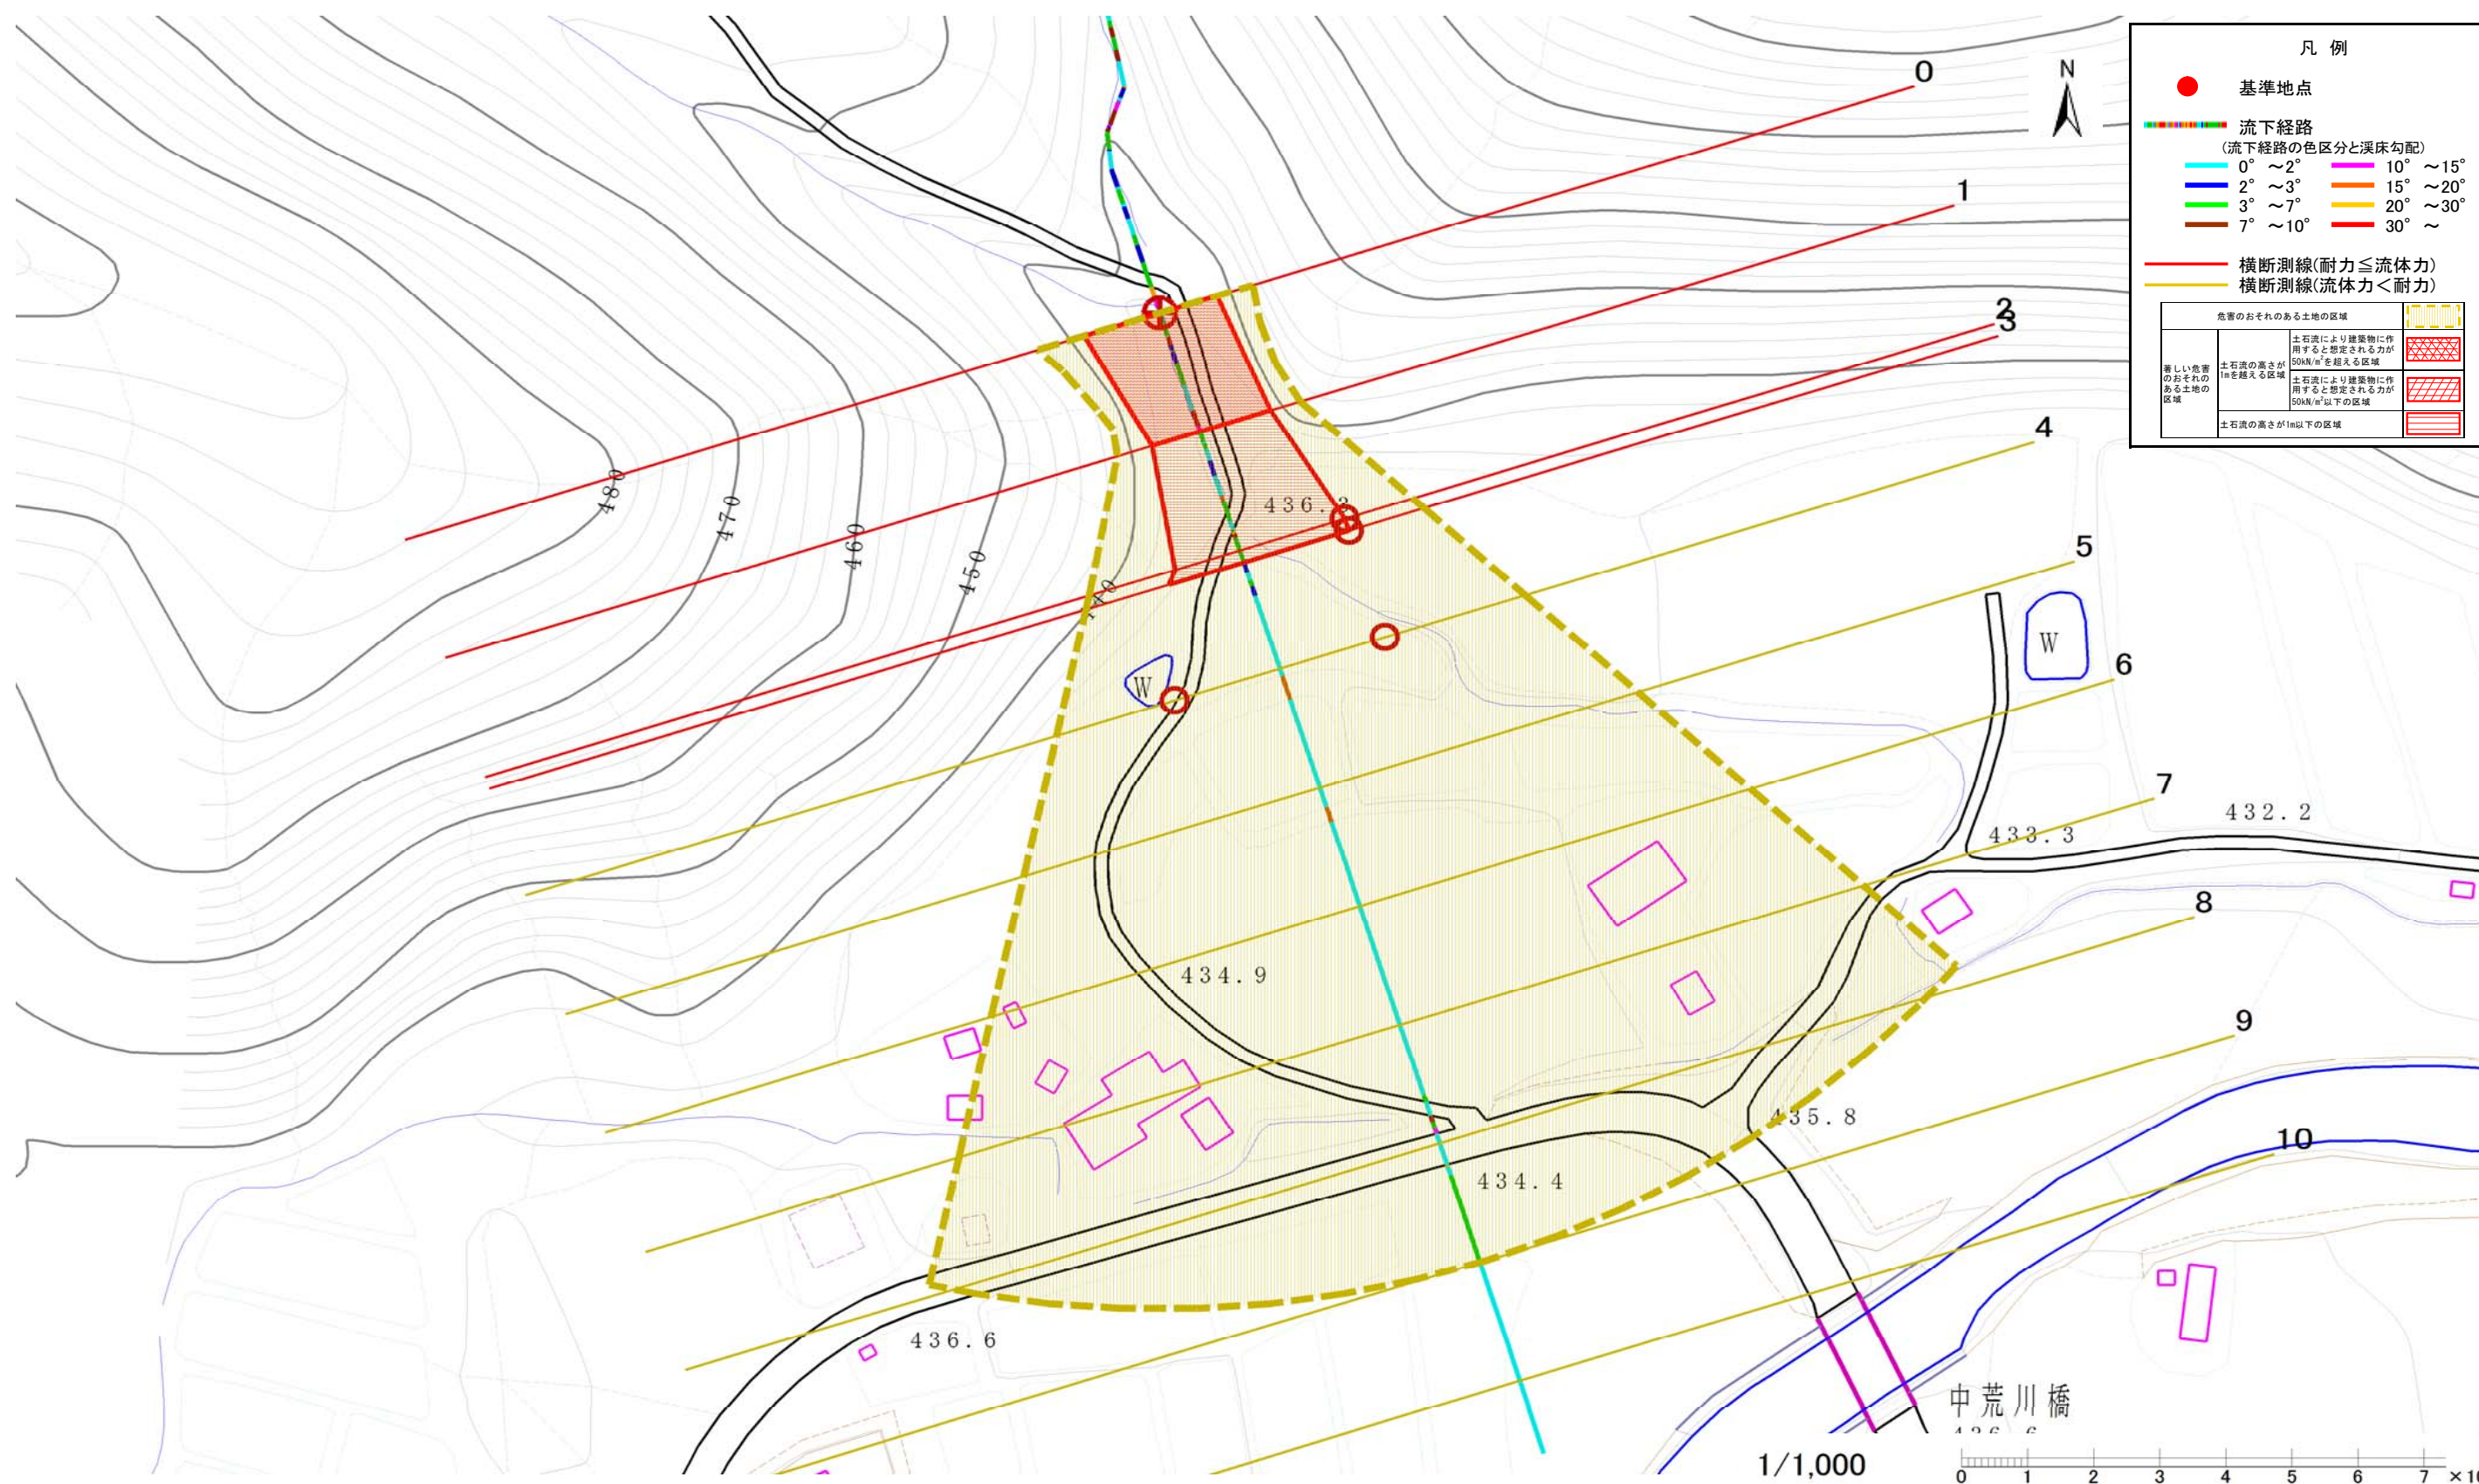 凡 例
基準地点
流下経路
(流下経路の色区分と渓床勾配)
0° ～2° 10° ～15°
2° ～3° 15° ～20°
3° ～7° 20° ～30°
7° ～10° 30° ～
横断測線(耐力≦流体力)
横断測線(流体力＜耐力)
危害のおそれのある土地の区域
著しい危害
のおそれの
ある土地の
区域
土石流の高さが
1mを越える区域
土石流により建築物に作
用すると想定される力が
50kN/m²を超える区域
土石流により建築物に作
用すると想定される力が
50kN/m²以下の区域
土石流の高さが1m以下の区域
N
0
1
2
3
4
5
6
7
8
9
10
480
470
460
450
436.3
W
W
432.2
433.3
434.9
435.8
434.4
436.6
中荒川橋
1/1,000
0 1 2 3 4 5 6 7